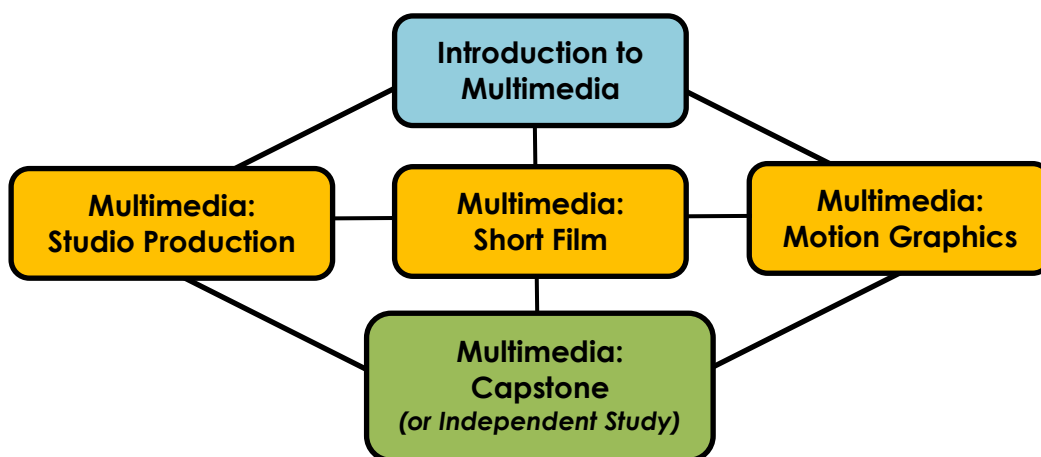 Introduction to
Multimedia
Multimedia:
Studio Production
Multimedia:
Short Film
Multimedia:
Motion Graphics
Multimedia:
Capstone
(or Independent Study)